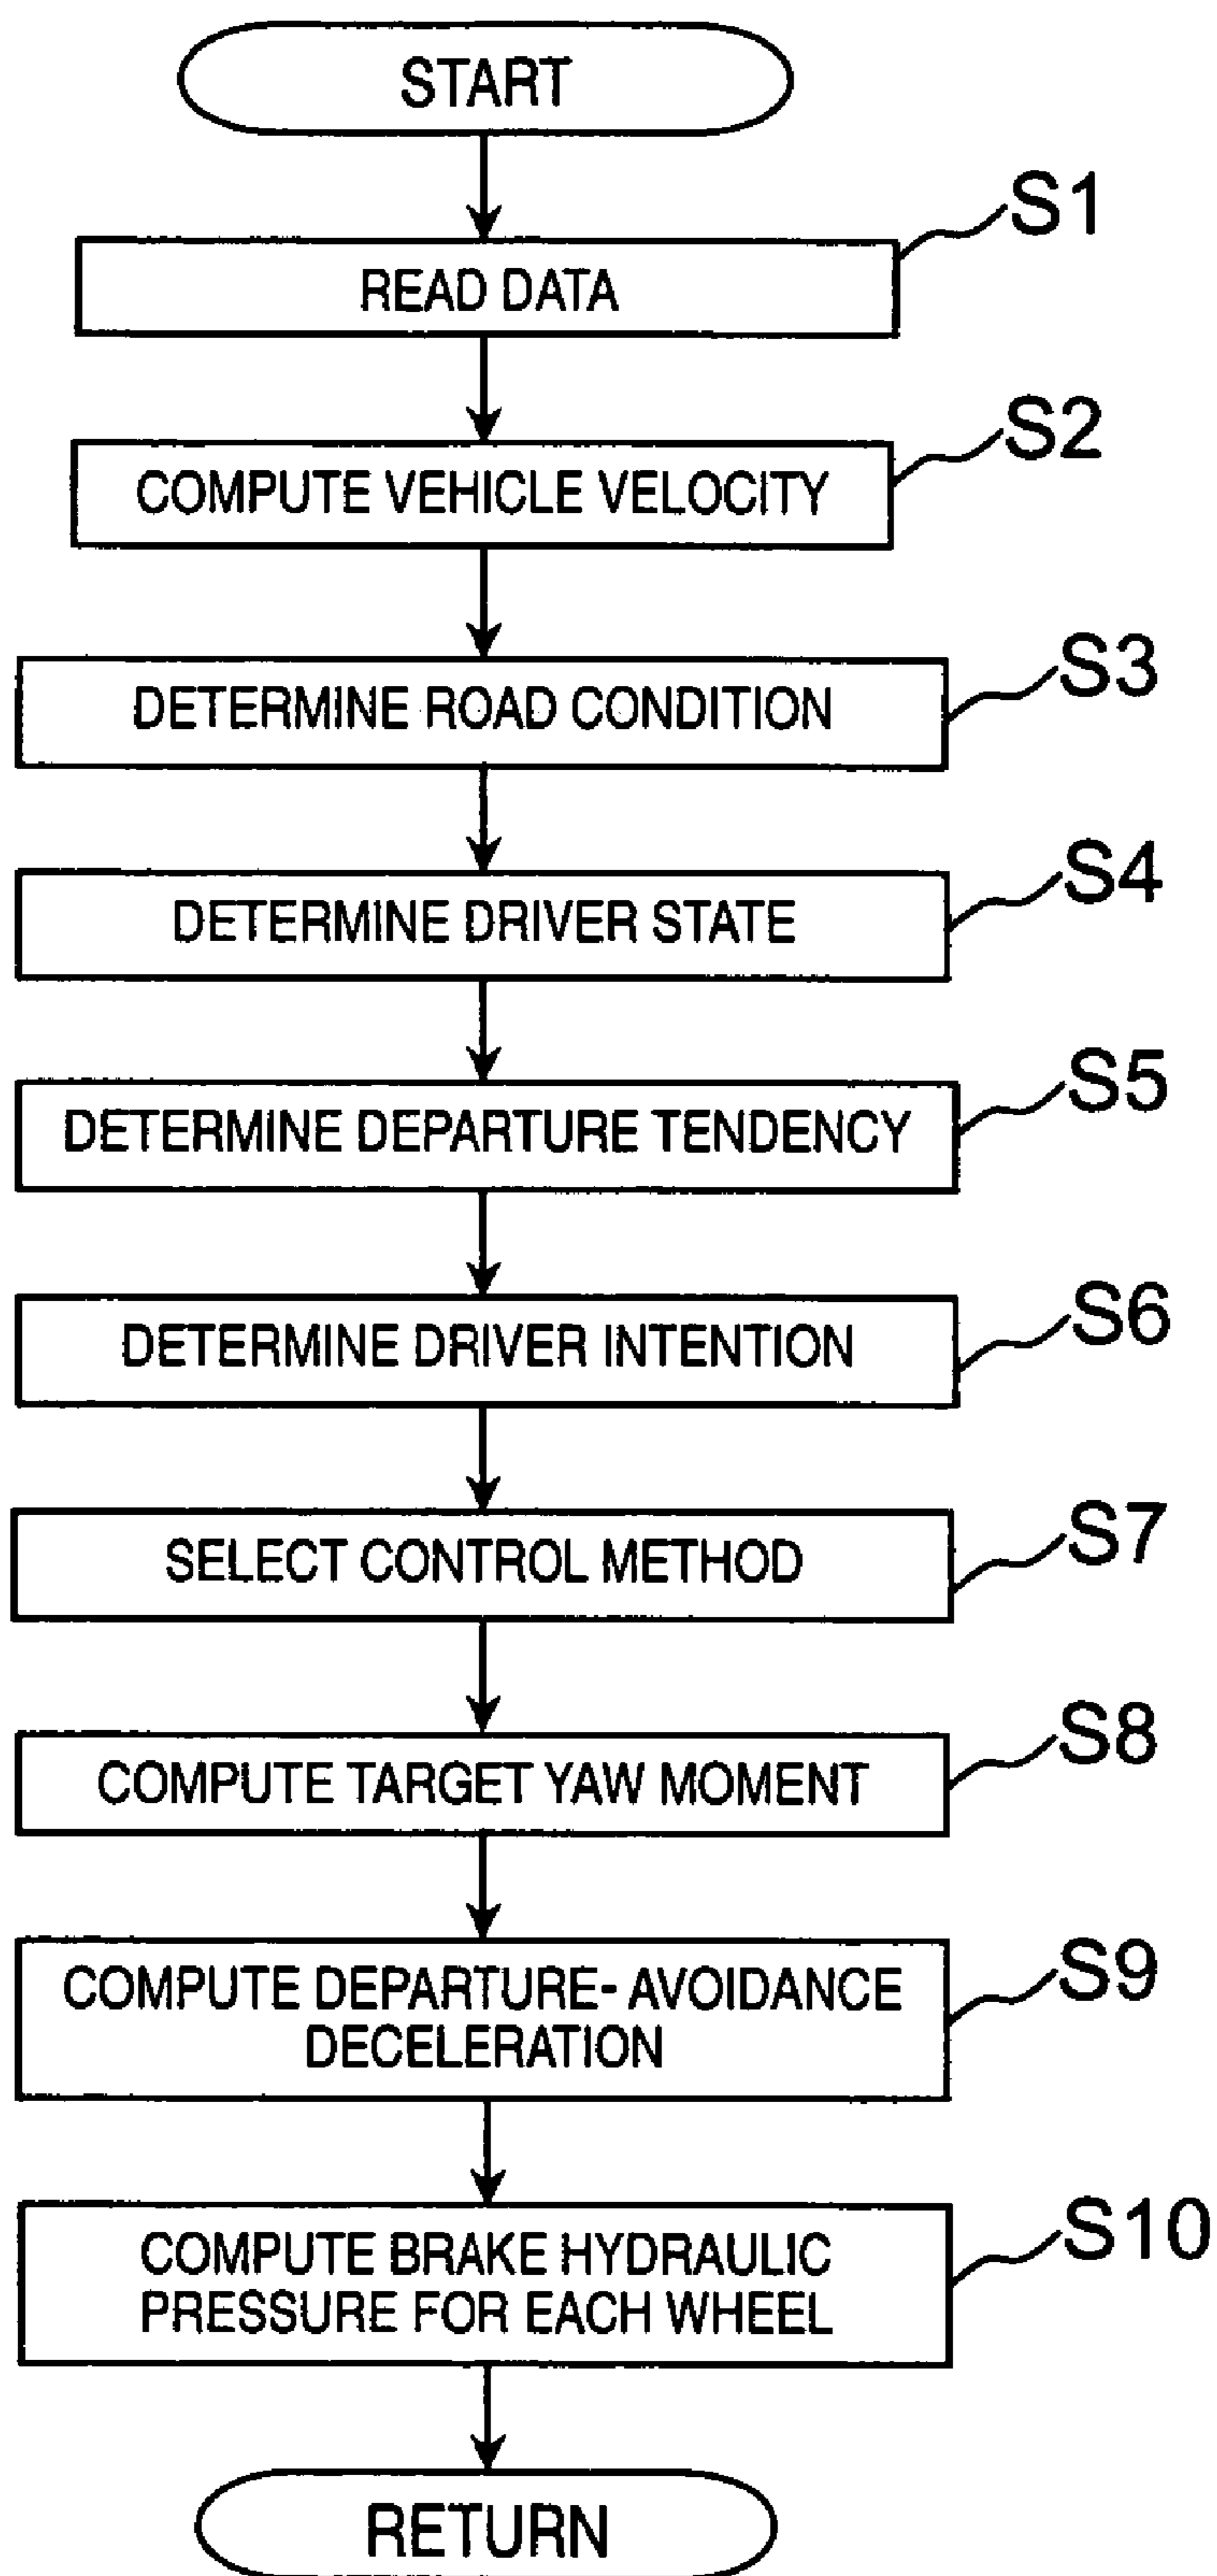 START
S1
READ DATA
S2
COMPUTE VEHICLE VELOCITY
S3
DETERMINE ROAD CONDITION
S4
DETERMINE DRIVER STATE
S5
DETERMINE DEPARTURE TENDENCY
S6
DETERMINE DRIVER INTENTION
S7
SELECT CONTROL METHOD
S8
COMPUTE TARGET YAW MOMENT
S9
COMPUTE DEPARTURE- AVOIDANCE
DECELERATION
S10
COMPUTE BRAKE HYDRAULIC
PRESSURE FOR EACH WHEEL
RETURN